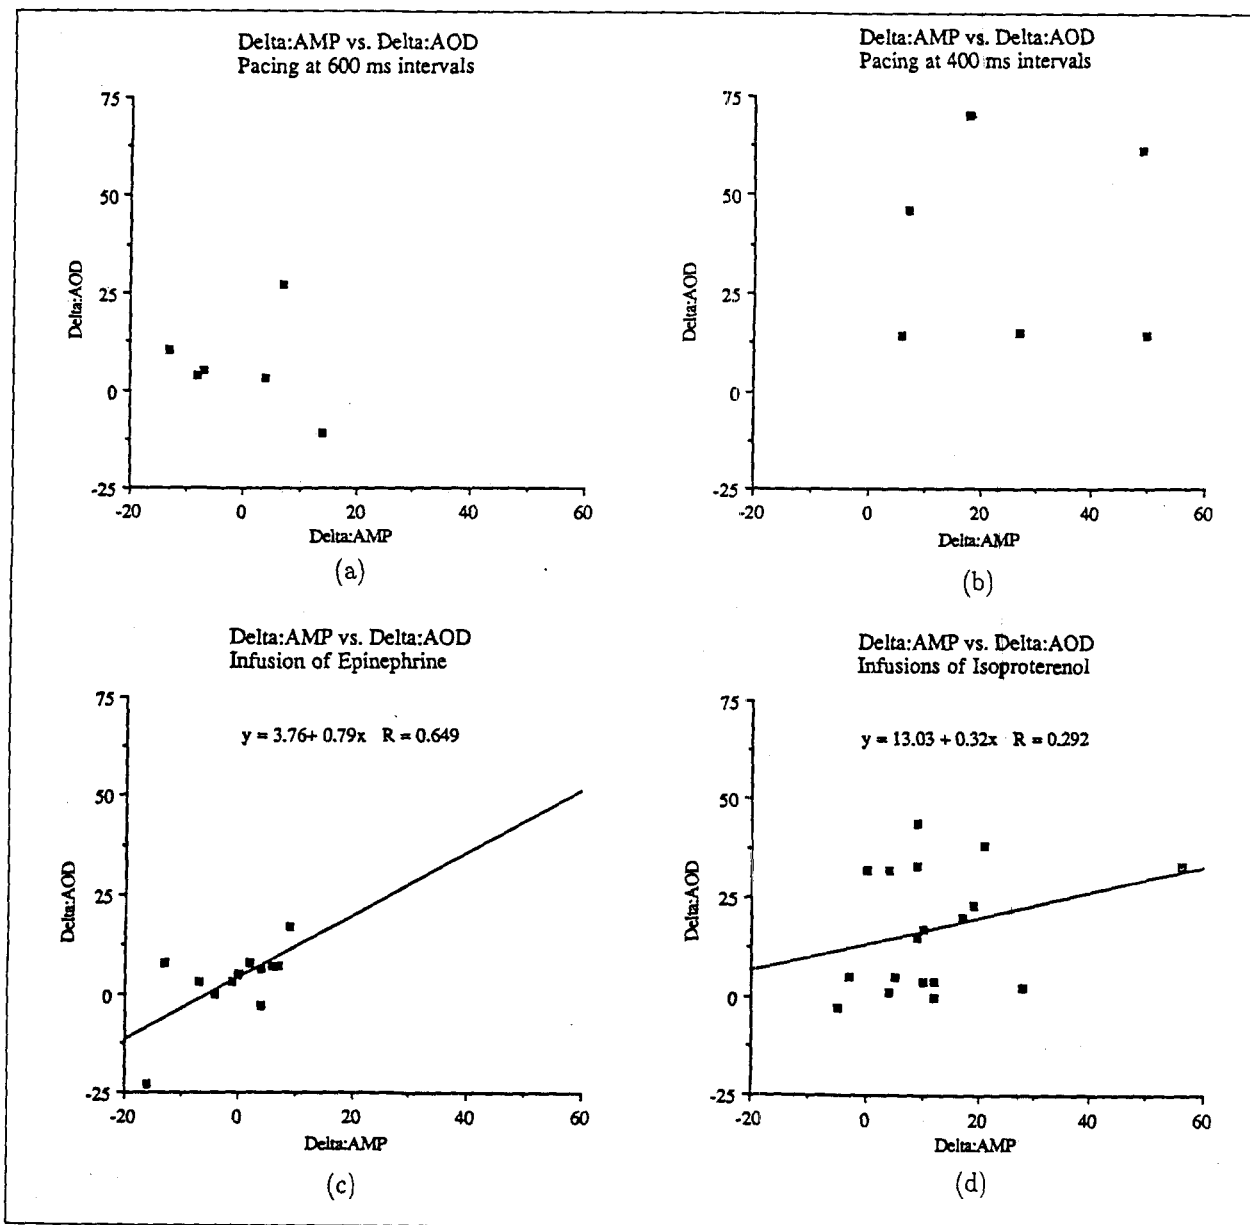 Delta:AMP vs. Delta:AOD
Pacing at 600 ms intervals
75
50
25
0
-25
Delta:AOD
-20 0 20 40 60
Delta:AMP
(a)
Delta:AMP vs. Delta:AOD
Pacing at 400 ms intervals
75
50
25
0
-25
Delta:AOD
-20 0 20 40 60
Delta:AMP
(b)
Delta:AMP vs. Delta:AOD
Infusion of Epinephrine
y = 3.76+ 0.79x R = 0.649
75
50
25
0
-25
Delta:AOD
-20 0 20 40 60
Delta:AMP
(c)
Delta:AMP vs. Delta:AOD
Infusions of Isoproterenol
y = 13.03 + 0.32x R = 0.292
75
50
25
0
-25
Delta:AOD
-20 0 20 40 60
Delta:AMP
(d)